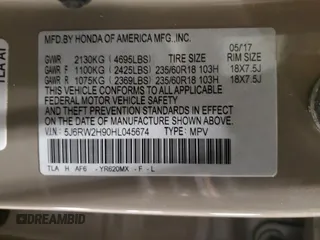 TLA A1
MFD.BY HONDA OF AMERICA MFG.,INC.
05/17
GVWR 2130KG (4695LBS) TIRE SIZE RIM SIZE
GAWR F 1100KG (2425LBS) 235/60R18 103H 18X7.5J
GAWR R 1075KG (2369LBS) 235/60R18 103H 18X7.5J
THIS VEHICLE CONFORMS TO ALL APPLICABLE
FEDERAL MOTOR VEHICLE SAFETY, BUMPER,
AND THEFT PREVENTION STANDARDS IN EFFECT
ON THE DATE OF MANUFACTURE SHOWN ABOVE.
V.I.N: 5J6RW2H90HL045674 TYPE: MPV
TLA H AF6 - YR620MX - F - L
© DREAMBID